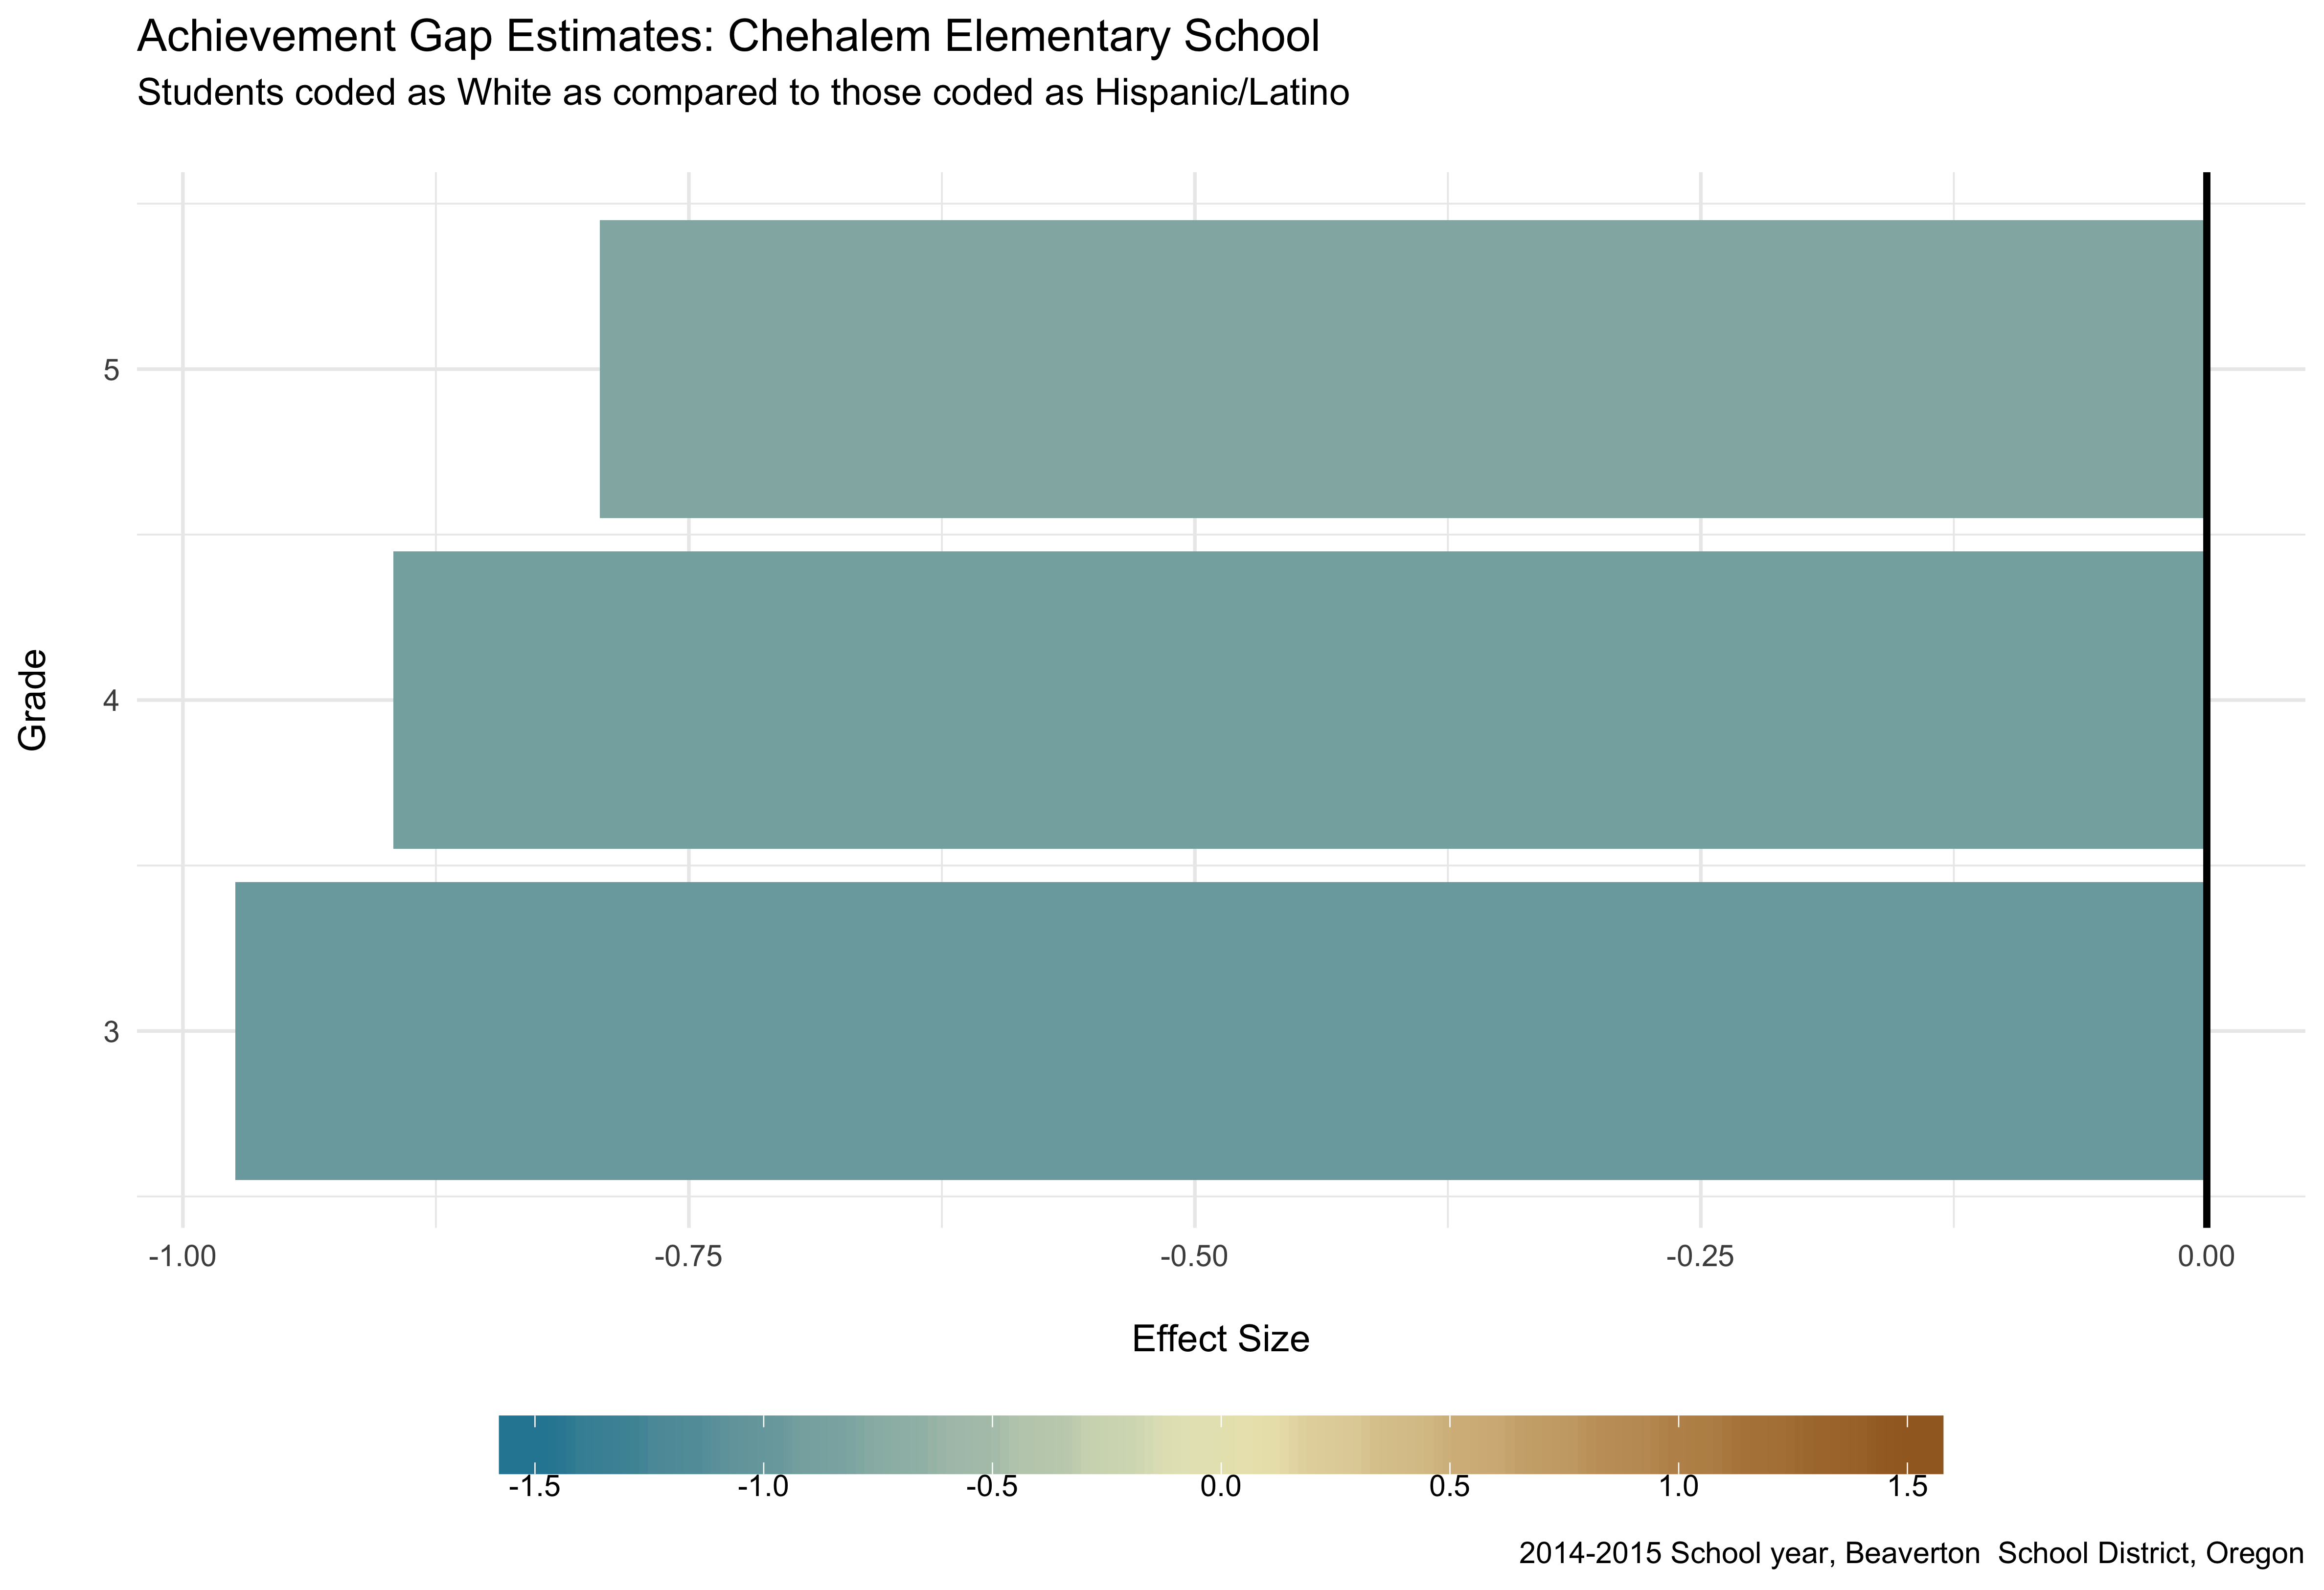 Achievement Gap Estimates: Chehalem Elementary School
Students coded as White as compared to those coded as Hispanic/Latino
5
4
3
Grade
-1.00 -0.75 -0.50 -0.25 0.00
Effect Size
-1.5 -1.0 -0.5 0.0 0.5 1.0 1.5
2014-2015 School year, Beaverton  School District, Oregon